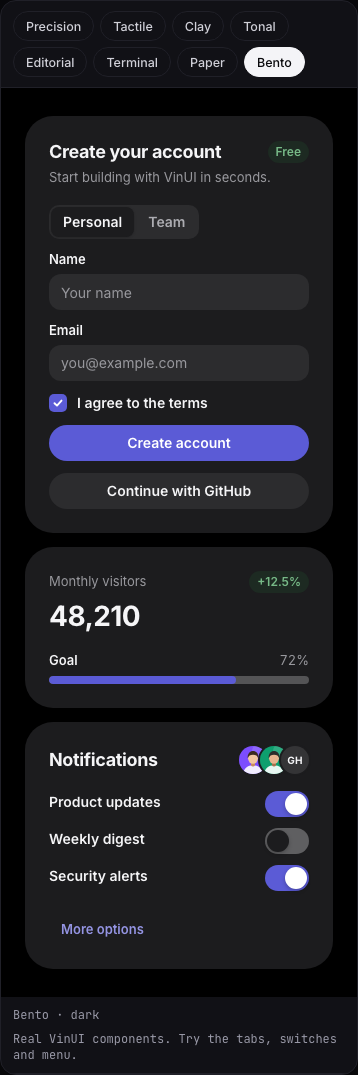 Precision Tactile Clay Tonal
Editorial Terminal Paper Bento
Create your account Free
Start building with VinUI in seconds.
Personal Team
Name
Your name
Email
you@example.com
I agree to the terms
Create account
Continue with GitHub
Monthly visitors +12.5%
48,210
Goal 72%
Notifications GH
Product updates
Weekly digest
Security alerts
More options
Bento · dark
Real VinUI components. Try the tabs, switches
and menu.